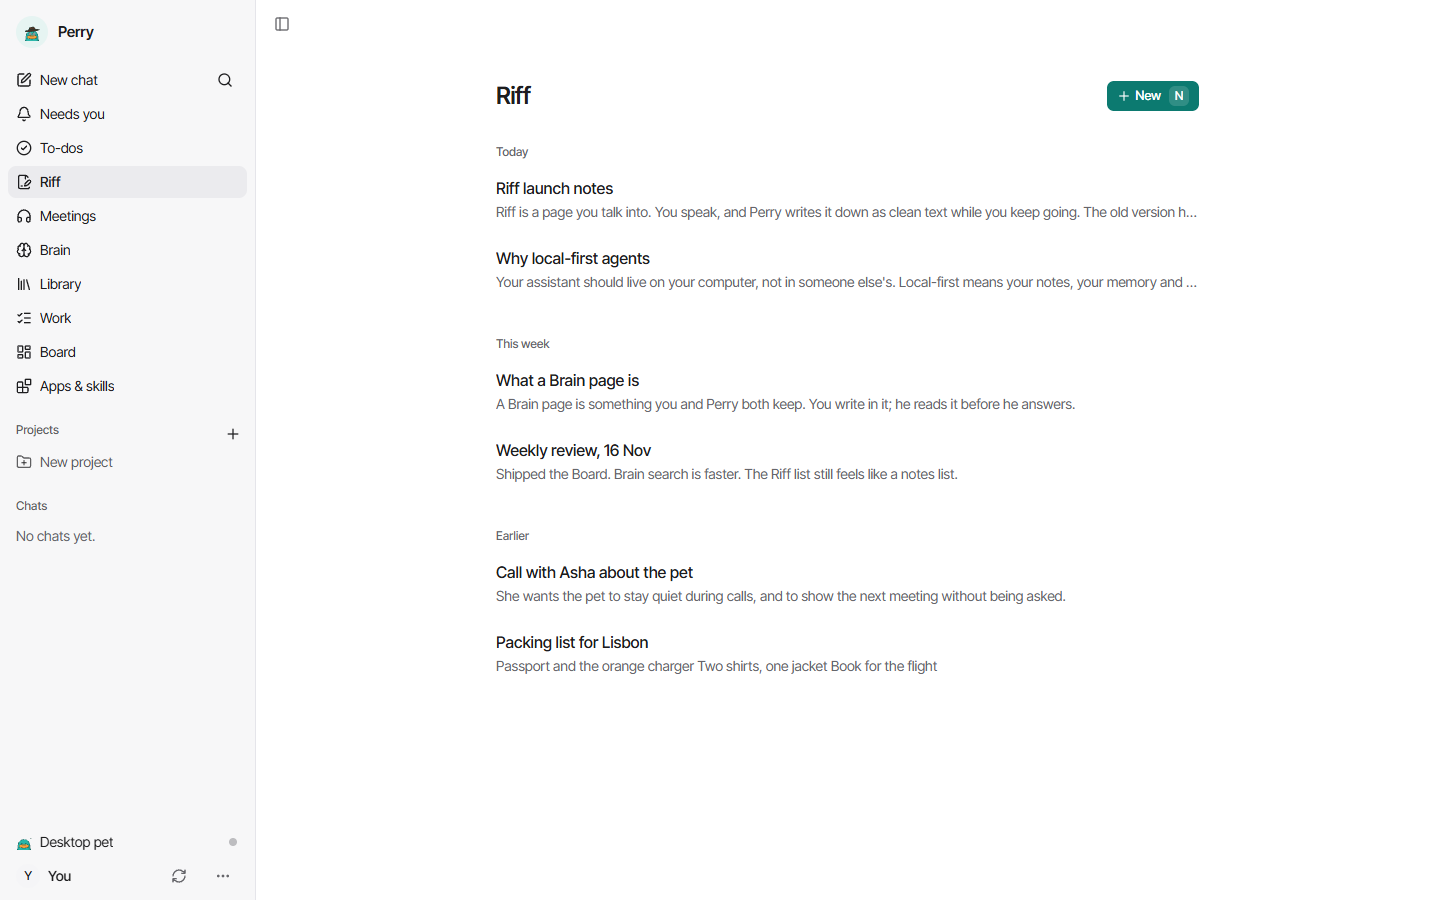 Perry
New chat
Needs you
To-dos
Riff
Meetings
Brain
Library
Work
Board
Apps & skills
Projects
New project
Chats
No chats yet.
Desktop pet
Y You
Riff
New N
Today
Riff launch notes
Riff is a page you talk into. You speak, and Perry writes it down as clean text while you keep going. The old version h...
Why local-first agents
Your assistant should live on your computer, not in someone else's. Local-first means your notes, your memory and ...
This week
What a Brain page is
A Brain page is something you and Perry both keep. You write in it; he reads it before he answers.
Weekly review, 16 Nov
Shipped the Board. Brain search is faster. The Riff list still feels like a notes list.
Earlier
Call with Asha about the pet
She wants the pet to stay quiet during calls, and to show the next meeting without being asked.
Packing list for Lisbon
Passport and the orange charger Two shirts, one jacket Book for the flight